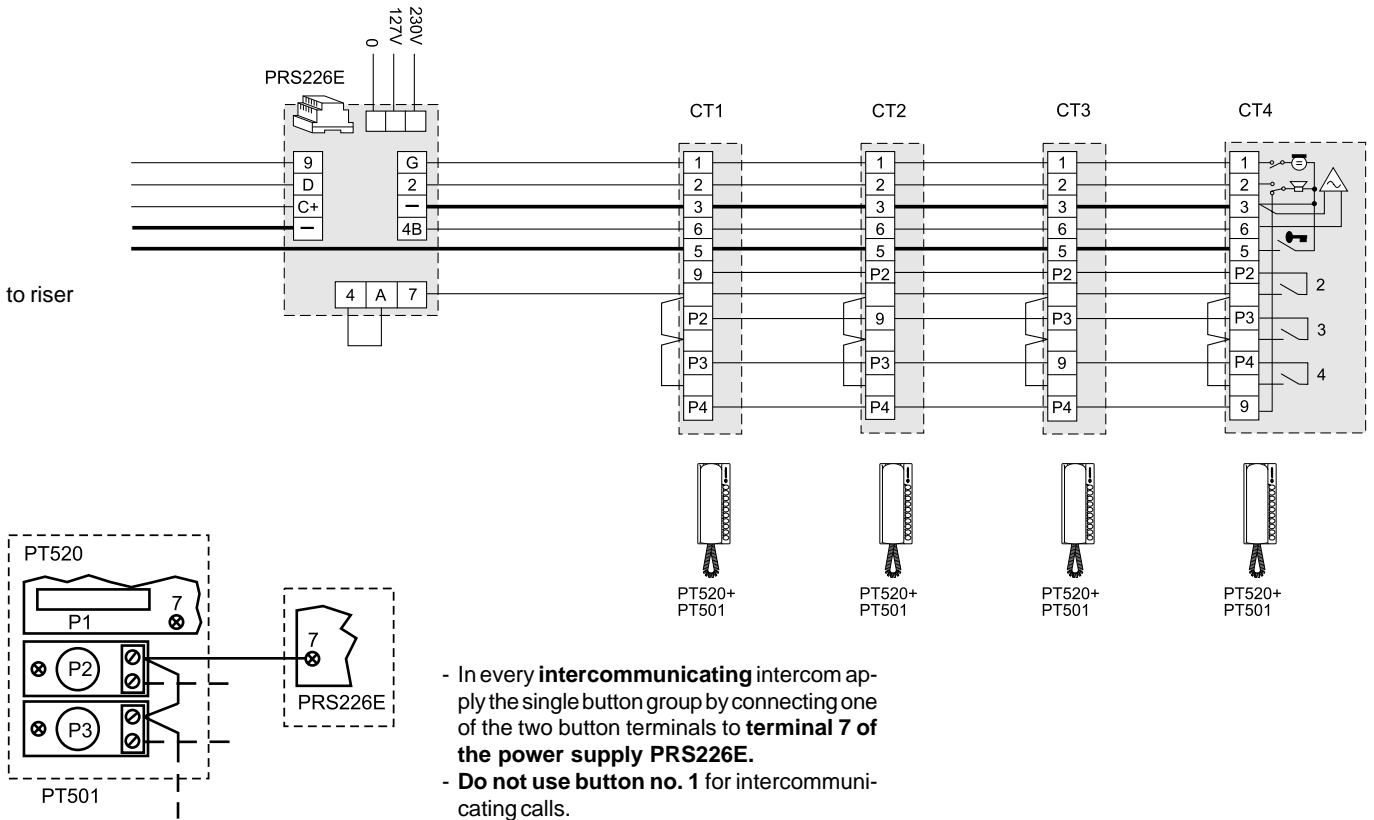 0
127V
230V
PRS226E
CT1
CT2
CT3
CT4
9
D
C+
—
G
2
—
4B
4 A 7
1
2
3
6
5
9
P2
P3
P4
1
2
3
6
5
P2
9
P3
P4
1
2
3
6
5
P2
P3
9
P4
1
2
3
6
5
P2
P3
P4
9
2
3
4
to riser
PT520+
PT501
PT520+
PT501
PT520+
PT501
PT520+
PT501
PT520
P1
7
P2
P3
PT501
7
PRS226E
- In every intercommunicating intercom ap-
ply the single button group by connecting one
of the two button terminals to terminal 7 of
the power supply PRS226E.
- Do not use button no. 1 for intercommuni-
cating calls.